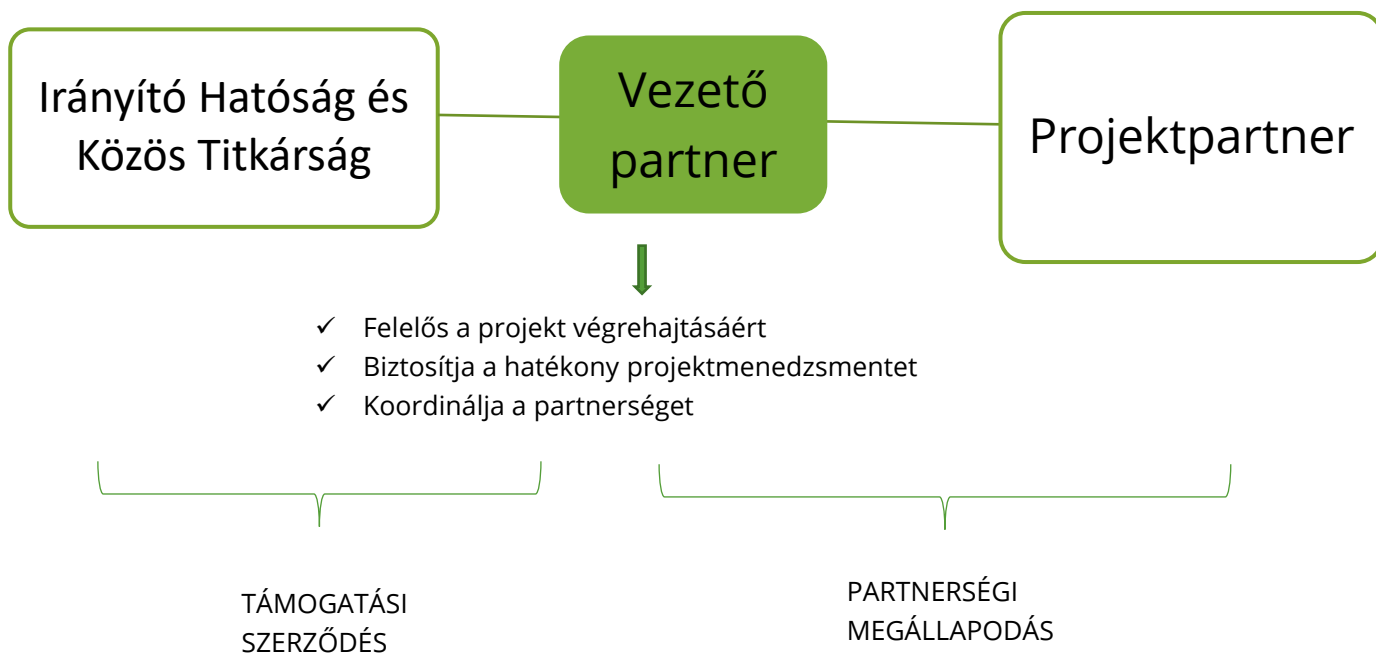 Irányító Hatóság és
Közös Titkárság
Vezető
partner
Projektpartner
✓ Felelős a projekt végrehajtásáért
✓ Biztosítja a hatékony projektmenedzsmentet
✓ Koordinálja a partnerséget
TÁMOGATÁSI
SZERZŐDÉS
PARTNERSÉGI
MEGÁLLAPODÁS